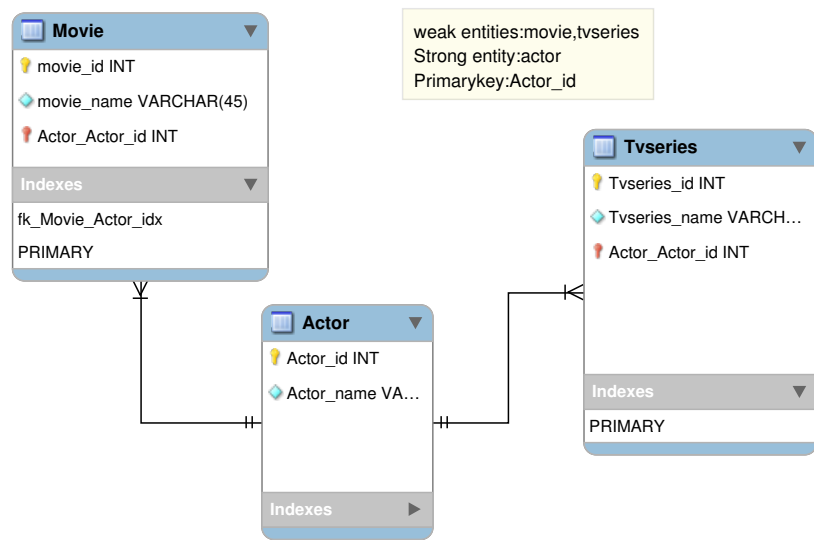 Movie
movie_id INT
movie_name VARCHAR(45)
Actor_Actor_id INT
Indexes
fk_Movie_Actor_idx
PRIMARY
weak entities:movie,tvseries
Strong entity:actor
Primarykey:Actor_id
Tvseries
Tvseries_id INT
Tvseries_name VARCH...
Actor_Actor_id INT
Indexes
PRIMARY
Actor
Actor_id INT
Actor_name VA...
Indexes